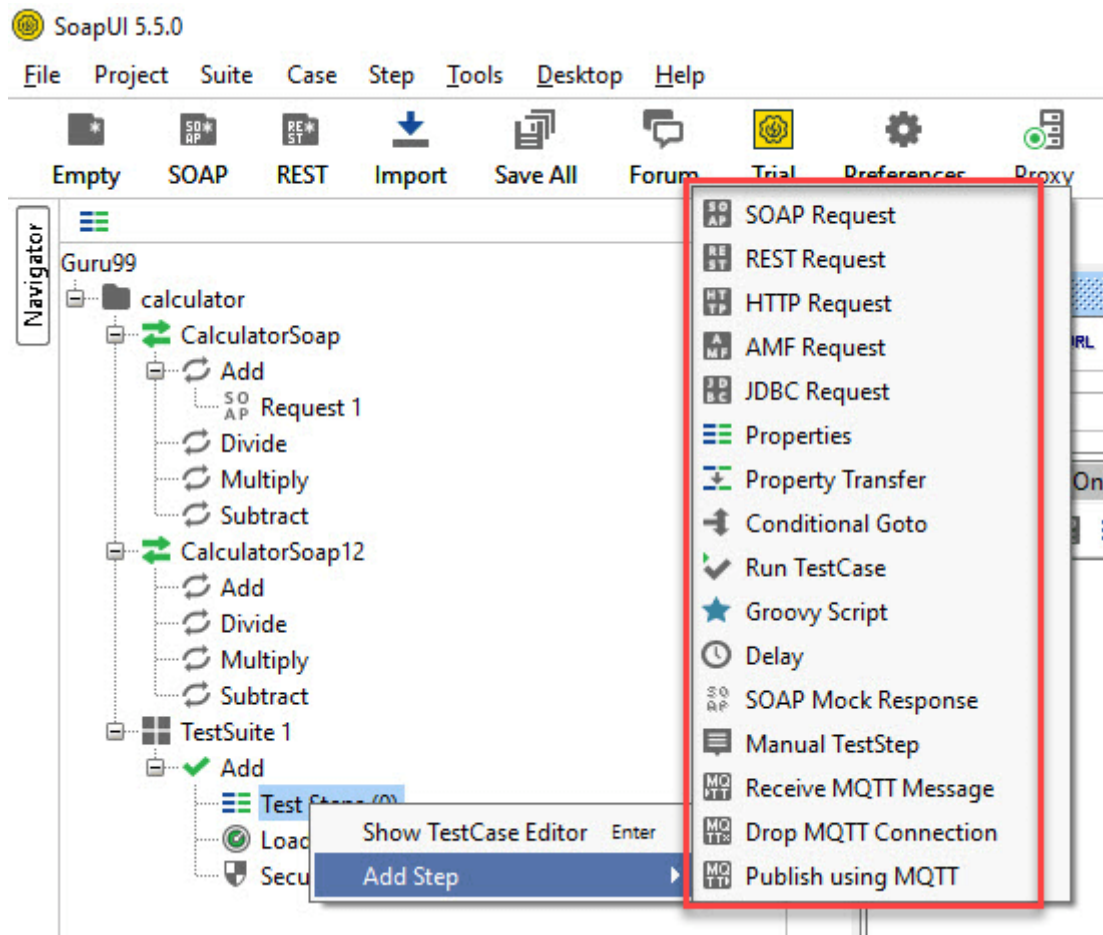 SoapUI 5.5.0
File Project Suite Case Step Tools Desktop Help
Empty SOAP REST Import Save All Forum Trial Preferences Proxy
Navigator
Guru99
calculator
CalculatorSoap
Add
SOAP Request 1
Divide
Multiply
Subtract
CalculatorSoap12
Add
Divide
Multiply
Subtract
TestSuite 1
Add
Test Steps (0)
Load
Secu
Show TestCase Editor Enter
Add Step
SOAP Request
REST Request
HTTP Request
AMF Request
JDBC Request
Properties
Property Transfer
Conditional Goto
Run TestCase
Groovy Script
Delay
SOAP Mock Response
Manual TestStep
Receive MQTT Message
Drop MQTT Connection
Publish using MQTT